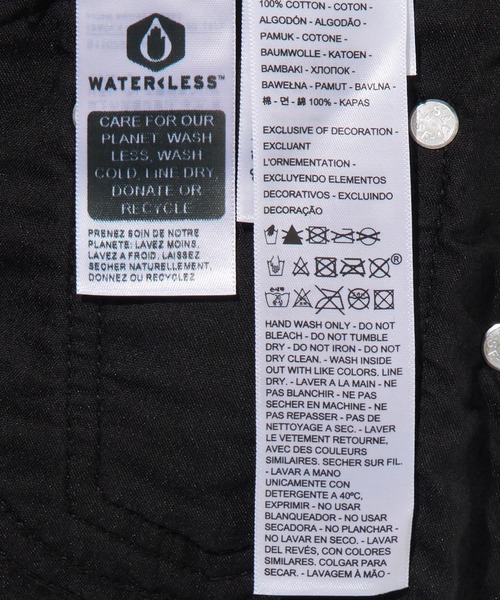 WATER<LESS™
CARE FOR OUR
PLANET. WASH
LESS, WASH
COLD, LINE DRY,
DONATE OR
RECYCLE
PRENEZ SOIN DE NOTRE
PLANETE: LAVEZ MOINS,
LAVEZ A FROID, LAISSEZ
SECHER NATURELLEMENT,
DONNEZ OU RECYCLEZ
100% COTTON - COTON -
ALGODÓN - ALGODÃO -
PAMUK - COTONE -
BAUMWOLLE - KATOEN -
BAMBAKI - ХЛОПОК -
BAWEŁNA - PAMUT - BAVLNA -
棉 - 면 - 綿 100% - KAPAS
EXCLUSIVE OF DECORATION -
EXCLUANT
L'ORNEMENTATION -
EXCLUYENDO ELEMENTOS
DECORATIVOS - EXCLUINDO
DECORAÇÃO
®
HAND WASH ONLY - DO NOT
BLEACH - DO NOT TUMBLE
DRY - DO NOT IRON - DO NOT
DRY CLEAN. - WASH INSIDE
OUT WITH LIKE COLORS. LINE
DRY. - LAVER A LA MAIN - NE
PAS BLANCHIR - NE PAS
SECHER EN MACHINE - NE
PAS REPASSER - PAS DE
NETTOYAGE A SEC. - LAVER
LE VETEMENT RETOURNE,
AVEC DES COULEURS
SIMILAIRES. SECHER SUR FIL.
- LAVAR A MANO
UNICAMENTE CON
DETERGENTE A 40ºC,
EXPRIMIR - NO USAR
BLANQUEADOR - NO USAR
SECADORA - NO PLANCHAR -
NO LAVAR EN SECO. - LAVAR
DEL REVÉS, CON COLORES
SIMILARES. COLGAR PARA
SECAR. - LAVAGEM À MÃO -